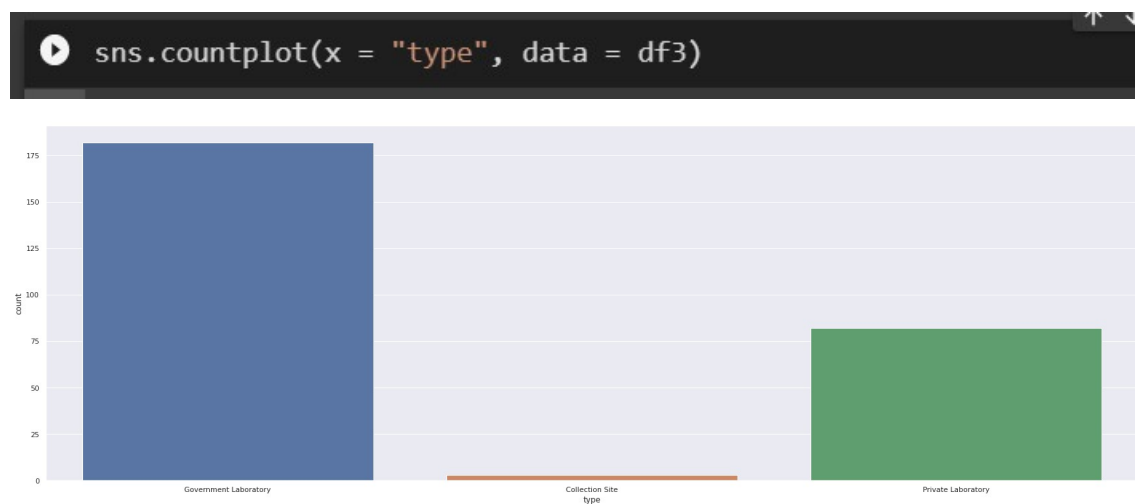 sns.countplot(x = "type", data = df3)
175
150
125
100
75
50
25
0
count
Government Laboratory
Collection Site
Private Laboratory
type